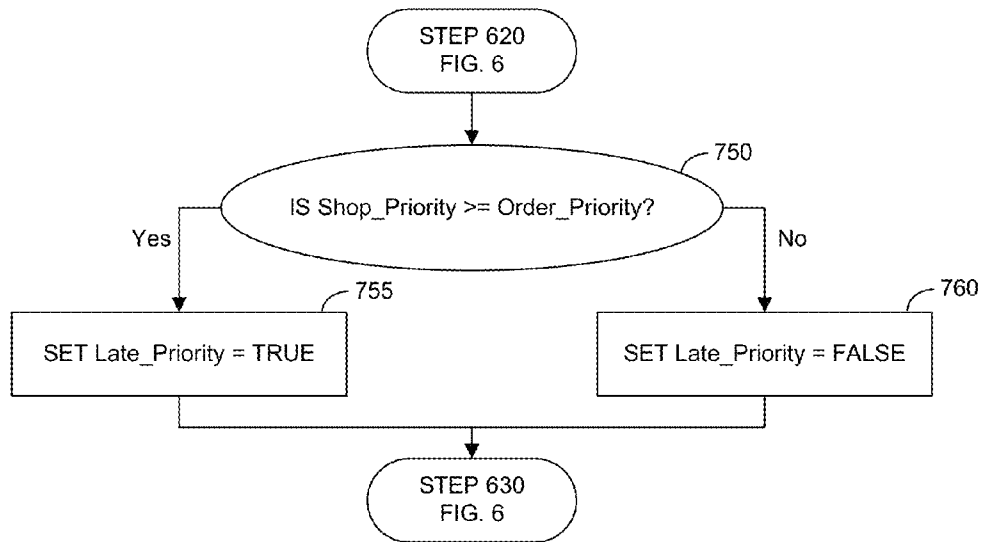 STEP 620
FIG. 6
750
IS Shop_Priority >= Order_Priority?
Yes
No
755
760
SET Late_Priority = TRUE
SET Late_Priority = FALSE
STEP 630
FIG. 6